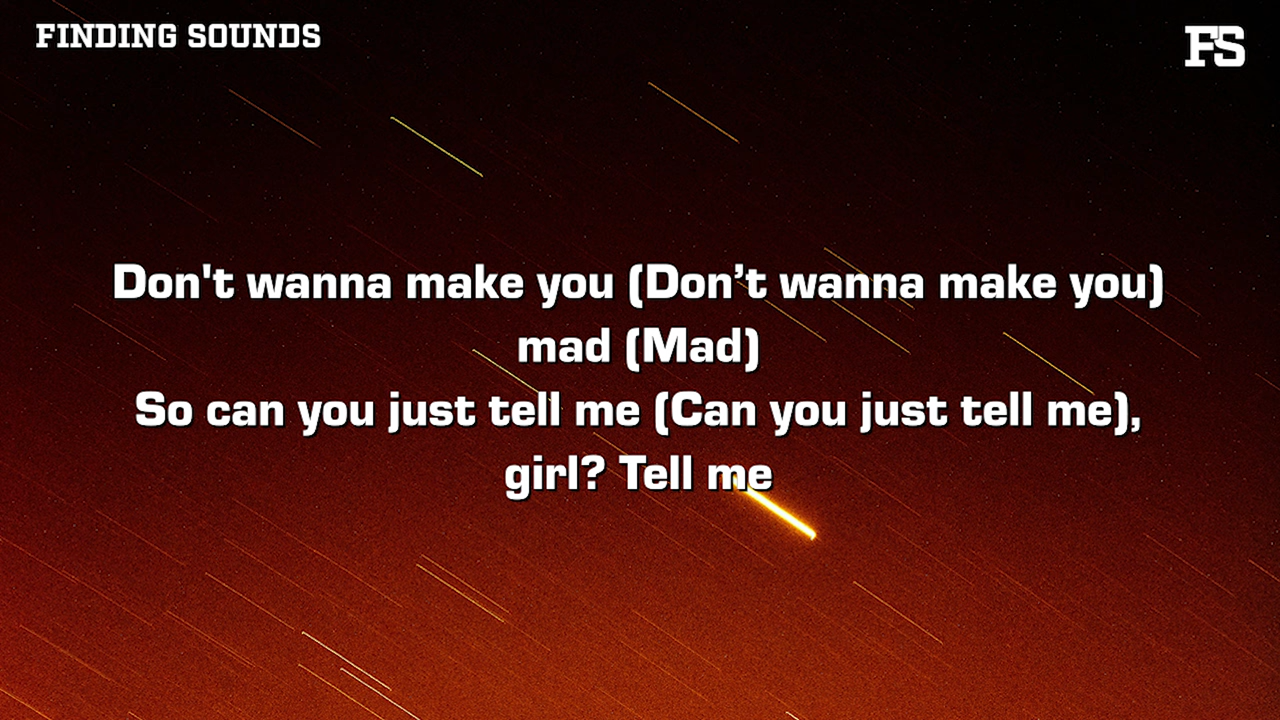 FINDING SOUNDS
FS
Don't wanna make you (Don’t wanna make you)
mad (Mad)
So can you just tell me (Can you just tell me),
girl? Tell me